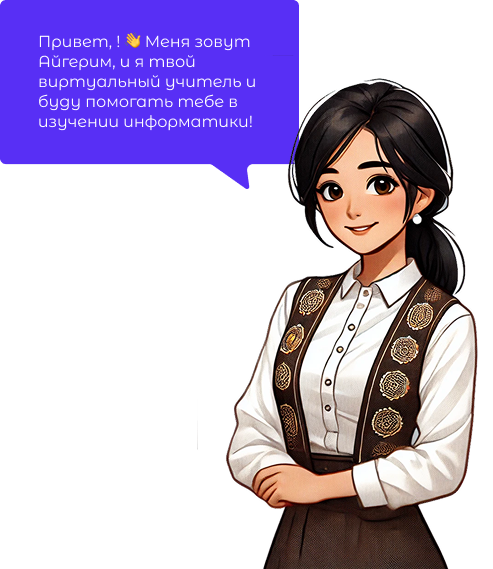 Привет, ! 👋 Меня зовут
Айгерим, и я твой
виртуальный учитель и
буду помогать тебе в
изучении информатики!